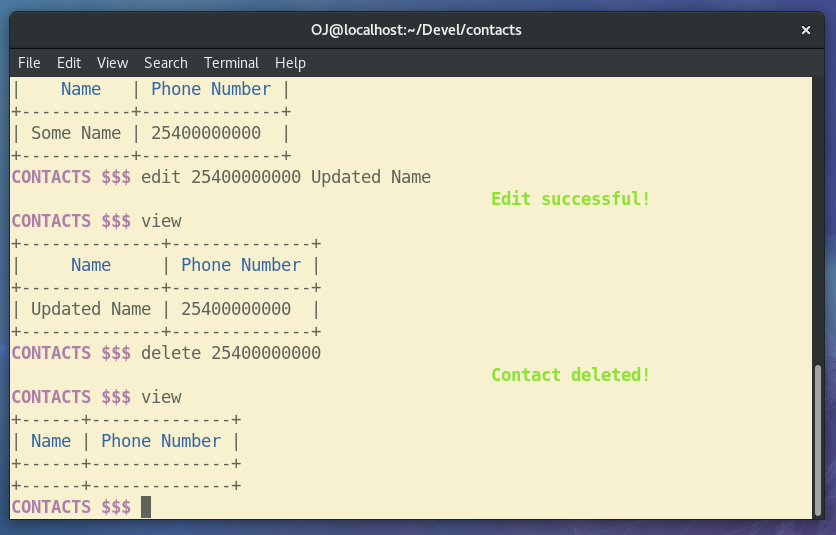 OJ@localhost:~/Devel/contacts ×
File Edit View Search Terminal Help
|    Name   | Phone Number |
+-----------+--------------+
| Some Name | 25400000000  |
+-----------+--------------+
CONTACTS $$$ edit 25400000000 Updated Name
Edit successful!
CONTACTS $$$ view
+--------------+--------------+
|     Name     | Phone Number |
+--------------+--------------+
| Updated Name | 25400000000  |
+--------------+--------------+
CONTACTS $$$ delete 25400000000
Contact deleted!
CONTACTS $$$ view
+------+--------------+
| Name | Phone Number |
+------+--------------+
+------+--------------+
CONTACTS $$$